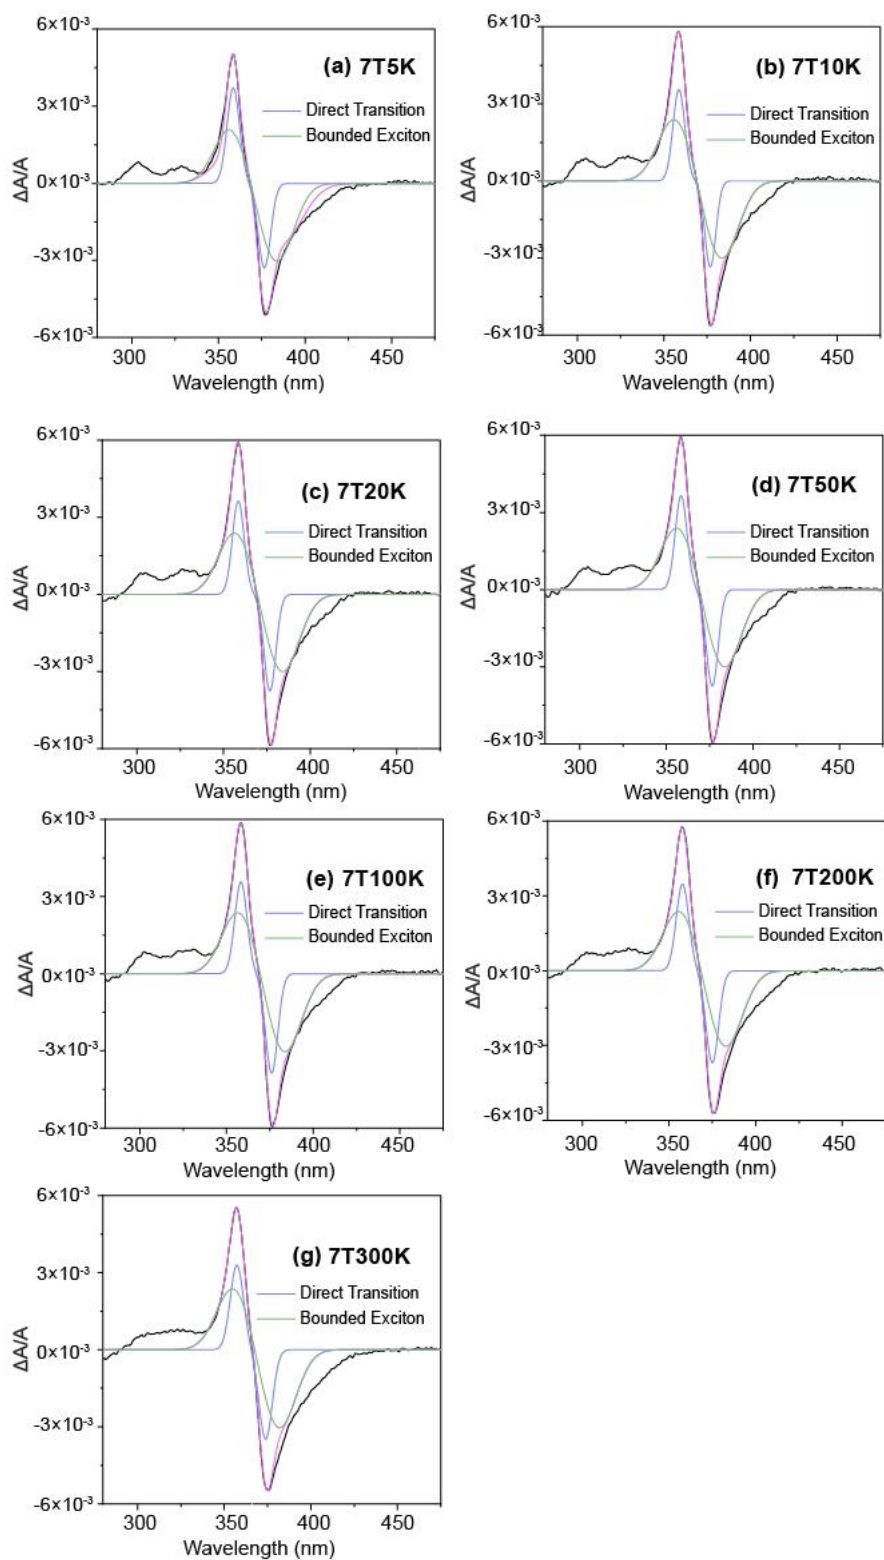 6×10⁻³
3×10⁻³
0×10⁻³
-3×10⁻³
-6×10⁻³
ΔA/A
(a) 7T5K
Direct Transition
Bounded Exciton
300 350 400 450
Wavelength (nm)
6×10⁻³
3×10⁻³
0×10⁻³
-3×10⁻³
-6×10⁻³
ΔA/A
(b) 7T10K
Direct Transition
Bounded Exciton
300 350 400 450
Wavelength (nm)
6×10⁻³
3×10⁻³
0×10⁻³
-3×10⁻³
-6×10⁻³
ΔA/A
(c) 7T20K
Direct Transition
Bounded Exciton
300 350 400 450
Wavelength (nm)
6×10⁻³
3×10⁻³
0×10⁻³
-3×10⁻³
-6×10⁻³
ΔA/A
(d) 7T50K
Direct Transition
Bounded Exciton
300 350 400 450
Wavelength (nm)
6×10⁻³
3×10⁻³
0×10⁻³
-3×10⁻³
-6×10⁻³
ΔA/A
(e) 7T100K
Direct Transition
Bounded Exciton
300 350 400 450
Wavelength (nm)
6×10⁻³
3×10⁻³
0×10⁻³
-3×10⁻³
-6×10⁻³
ΔA/A
(f) 7T200K
Direct Transition
Bounded Exciton
300 350 400 450
Wavelength (nm)
6×10⁻³
3×10⁻³
0×10⁻³
-3×10⁻³
-6×10⁻³
ΔA/A
(g) 7T300K
Direct Transition
Bounded Exciton
300 350 400 450
Wavelength (nm)